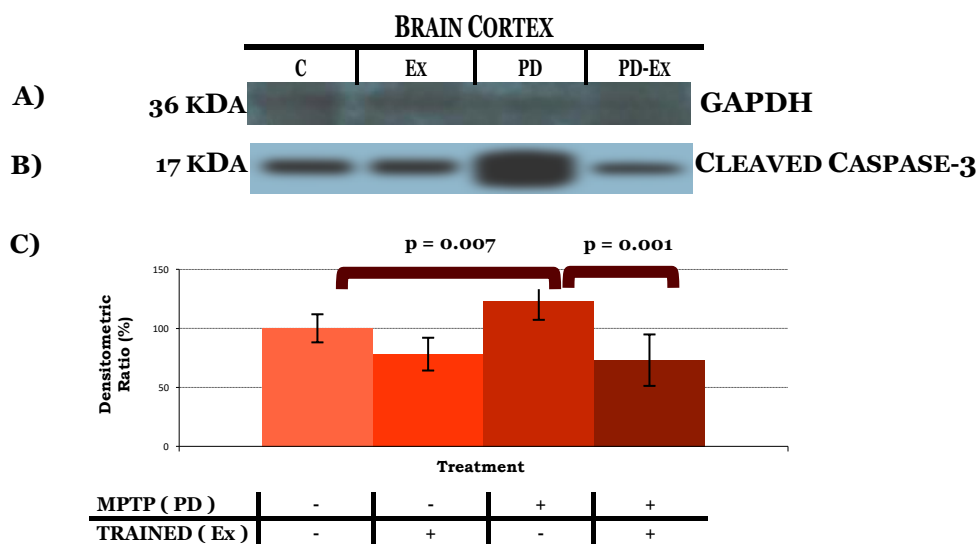 BRAIN CORTEX
C EX PD PD-EX
A) 36 KDA GAPDH
B) 17 KDA CLEAVED CASPASE-3
C)
p = 0.007 p = 0.001
150
100
50
0
Densitometric
Ratio (%)
Treatment
MPTP ( PD ) - - + +
TRAINED ( Ex ) - + - +